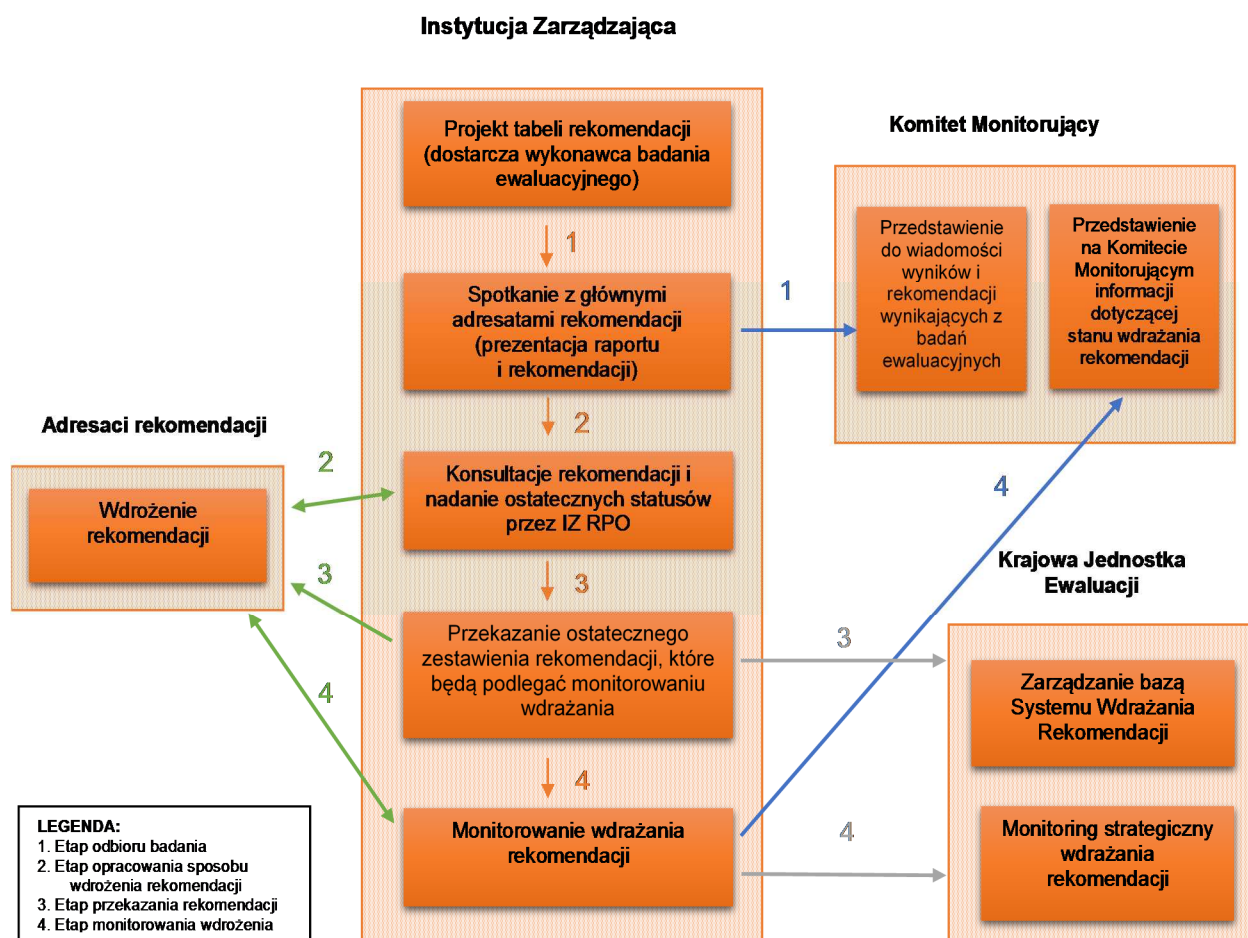 Instytucja Zarządzająca
Projekt tabeli rekomendacji
(dostarcza wykonawca badania
ewaluacyjnego)
1
Spotkanie z głównymi
adresatami rekomendacji
(prezentacja raportu
i rekomendacji)
2
Konsultacje rekomendacji i
nadanie ostatecznych statusów
przez IZ RPO
3
Przekazanie ostatecznego
zestawienia rekomendacji, które
będą podlegać monitorowaniu
wdrażania
4
Monitorowanie wdrażania
rekomendacji
Komitet Monitorujący
1
Przedstawienie
do wiadomości
wyników i
rekomendacji
wynikających z
badań
ewaluacyjnych
Przedstawienie
na Komitecie
Monitorującym
informacji
dotyczącej
stanu wdrażania
rekomendacji
4
Adresaci rekomendacji
Wdrożenie
rekomendacji
2
3
4
Krajowa Jednostka
Ewaluacji
3
Zarządzanie bazą
Systemu Wdrażania
Rekomendacji
4
Monitoring strategiczny
wdrażania
rekomendacji
LEGENDA:
1. Etap odbioru badania
2. Etap opracowania sposobu
wdrożenia rekomendacji
3. Etap przekazania rekomendacji
4. Etap monitorowania wdrożenia